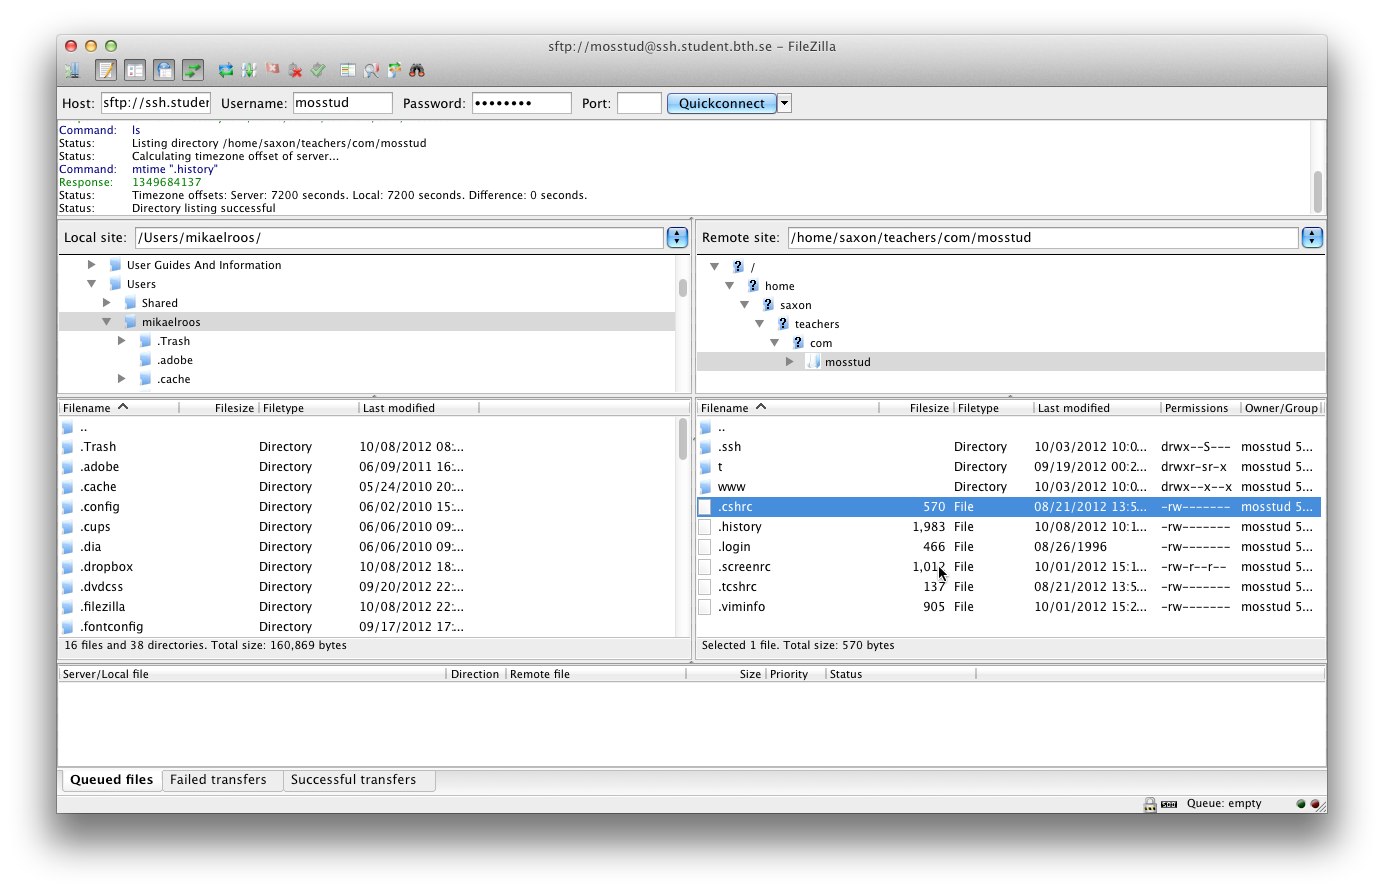 sftp://mosstud@ssh.student.bth.se – FileZilla
Host: sftp://ssh.studer Username: mosstud Password: •••••••• Port: Quickconnect
Command: ls
Status: Listing directory /home/saxon/teachers/com/mosstud
Status: Calculating timezone offset of server...
Command: mtime ".history"
Response: 1349684137
Status: Timezone offsets: Server: 7200 seconds. Local: 7200 seconds. Difference: 0 seconds.
Status: Directory listing successful
Local site: /Users/mikaelroos/
User Guides And Information
Users
Shared
mikaelroos
.Trash
.adobe
.cache
Filename Filesize Filetype Last modified
..
.Trash Directory 10/08/2012 08:...
.adobe Directory 06/09/2011 16:...
.cache Directory 05/24/2010 20:...
.config Directory 06/02/2010 15:...
.cups Directory 06/06/2010 09:...
.dia Directory 06/06/2010 09:...
.dropbox Directory 10/08/2012 18:...
.dvdcss Directory 09/20/2012 22:...
.filezilla Directory 10/08/2012 22:...
.fontconfig Directory 09/17/2012 17:...
16 files and 38 directories. Total size: 160,869 bytes
Remote site: /home/saxon/teachers/com/mosstud
? /
? home
? saxon
? teachers
? com
mosstud
Filename Filesize Filetype Last modified Permissions Owner/Group
..
.ssh Directory 10/03/2012 10:0... drwx--S--- mosstud 5...
t Directory 09/19/2012 00:2... drwxr-sr-x mosstud 5...
www Directory 10/03/2012 10:0... drwx--x--x mosstud 5...
.cshrc 570 File 08/21/2012 13:5... -rw------- mosstud 5...
.history 1,983 File 10/08/2012 10:1... -rw------- mosstud 5...
.login 466 File 08/26/1996 -rw------- mosstud 5...
.screenrc 1,012 File 10/01/2012 15:1... -rw-r--r-- mosstud 5...
.tcshrc 137 File 08/21/2012 13:5... -rw------- mosstud 5...
.viminfo 905 File 10/01/2012 15:2... -rw------- mosstud 5...
Selected 1 file. Total size: 570 bytes
Server/Local file Direction Remote file Size Priority Status
Queued files Failed transfers Successful transfers
Queue: empty